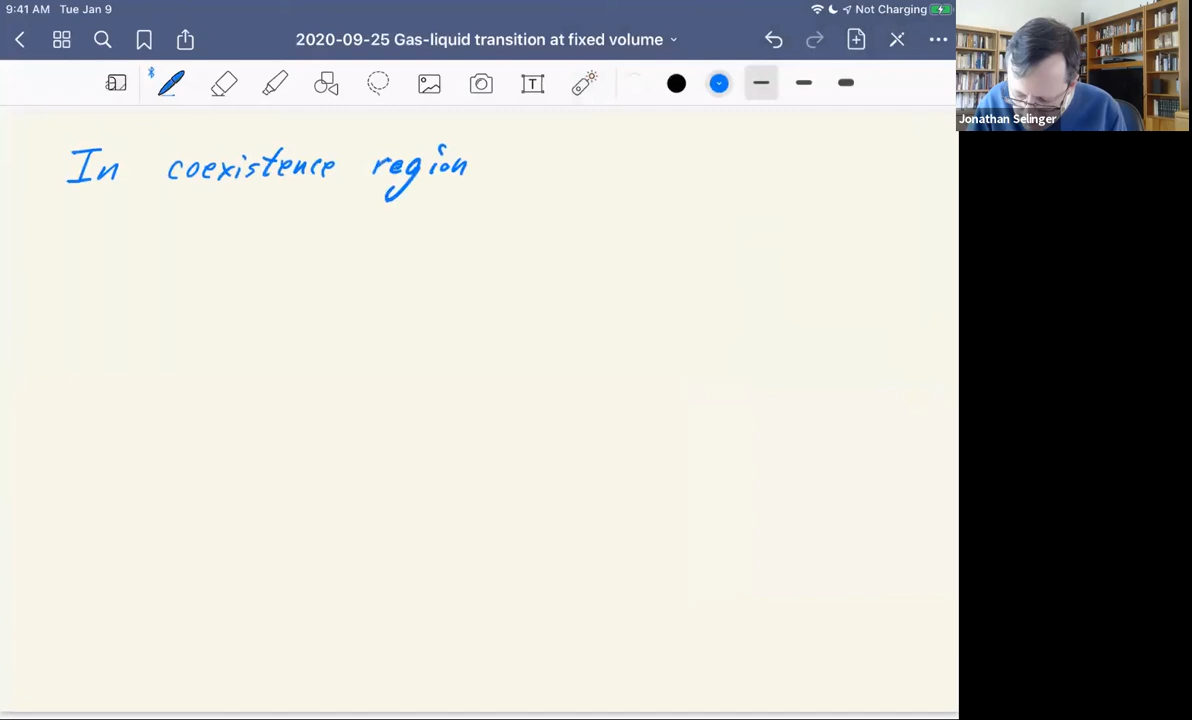 9:41 AM Tue Jan 9
Not Charging
2020-09-25 Gas-liquid transition at fixed volume
T
Jonathan Selinger
In coexistence region